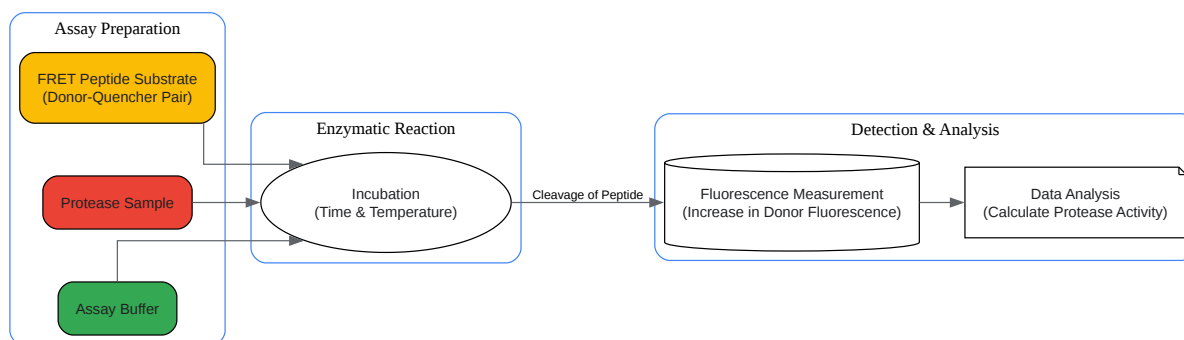 Assay Preparation
FRET Peptide Substrate
(Donor-Quencher Pair)
Protease Sample
Assay Buffer
Enzymatic Reaction
Incubation
(Time & Temperature)
Cleavage of Peptide
Detection & Analysis
Fluorescence Measurement
(Increase in Donor Fluorescence)
Data Analysis
(Calculate Protease Activity)